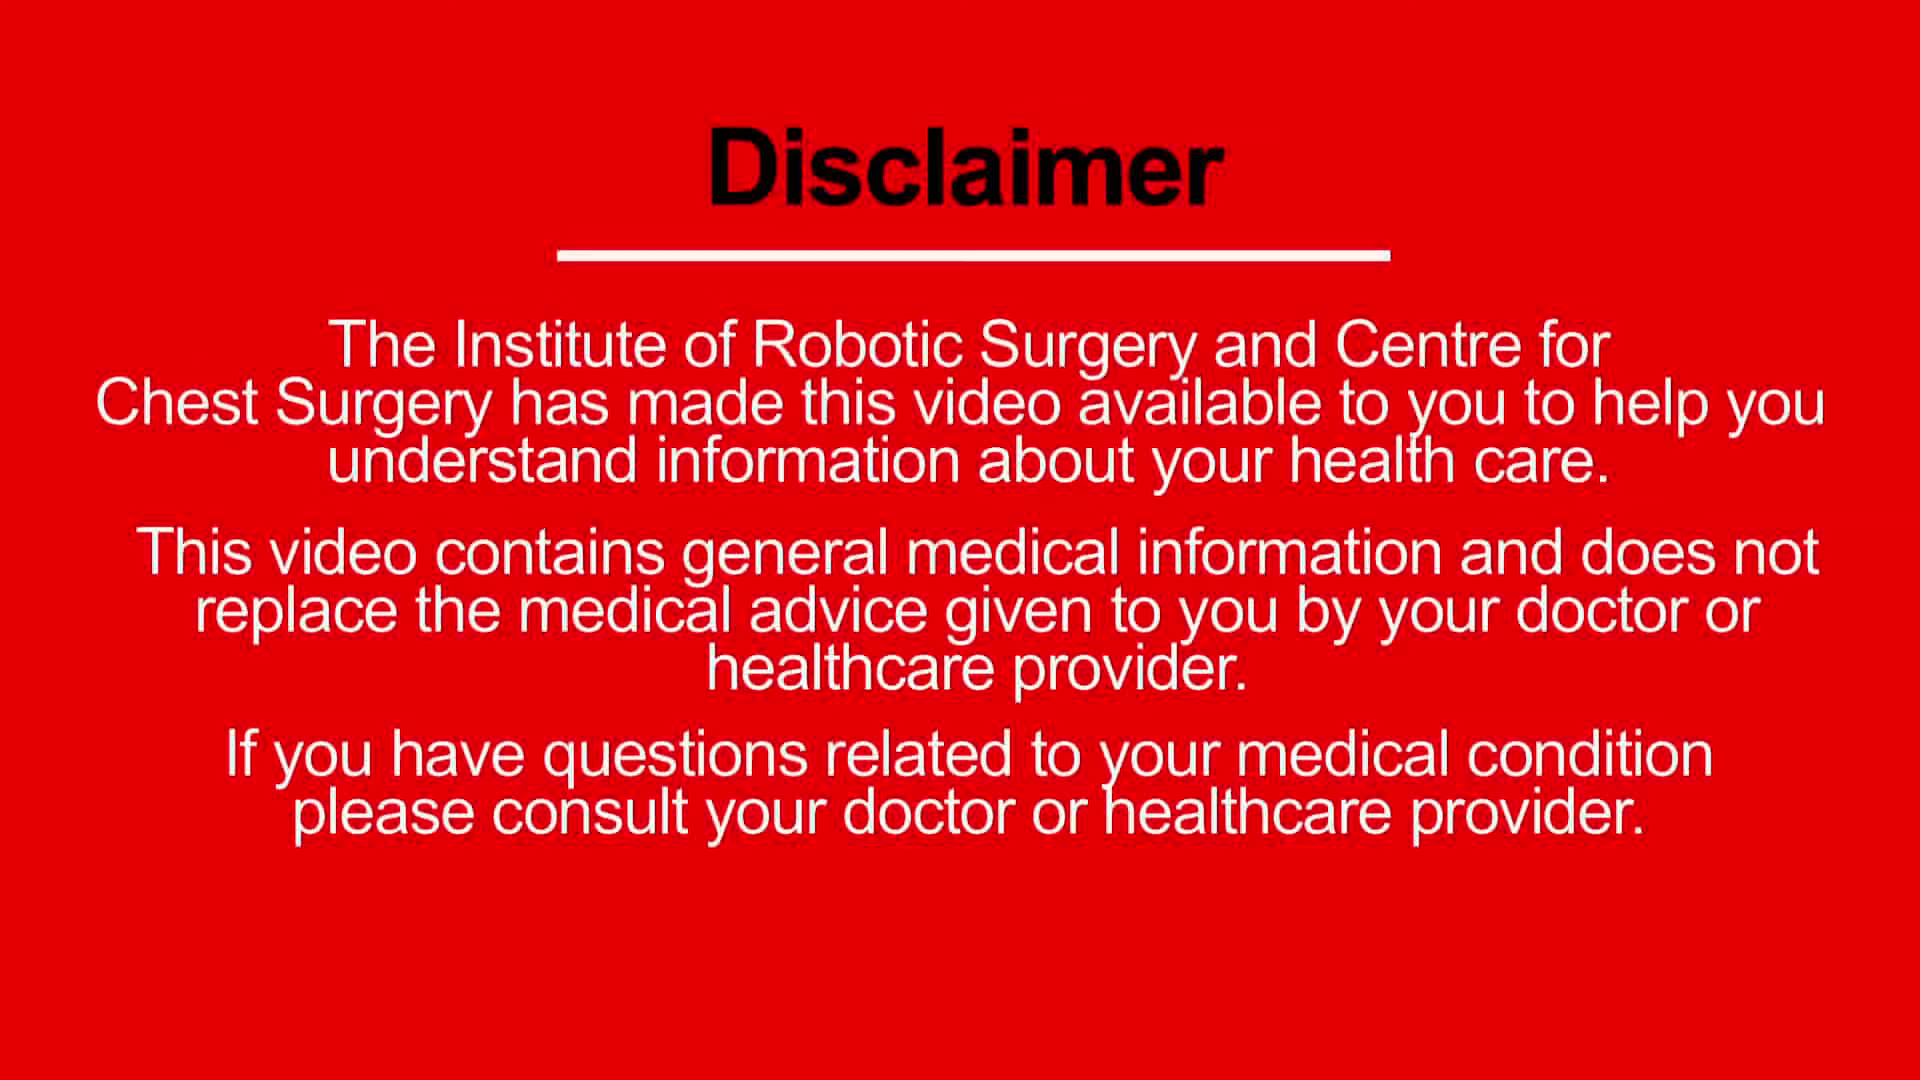 Disclaimer
The Institute of Robotic Surgery and Centre for
Chest Surgery has made this video available to you to help you
understand information about your health care.
This video contains general medical information and does not
replace the medical advice given to you by your doctor or
healthcare provider.
If you have questions related to your medical condition
please consult your doctor or healthcare provider.